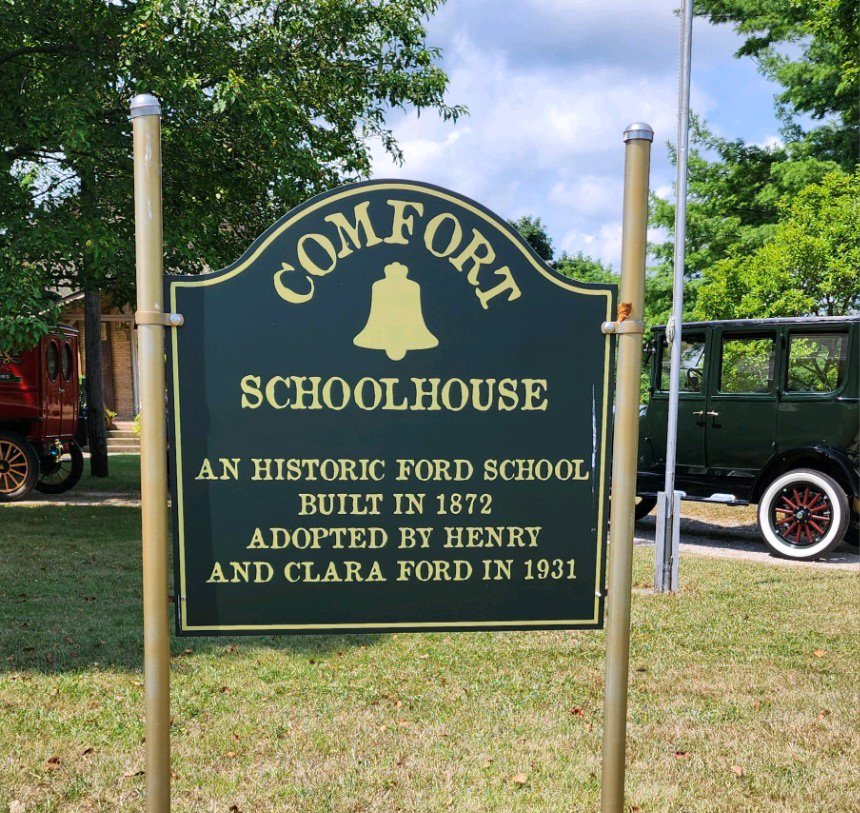 COMFORT
SCHOOLHOUSE
AN HISTORIC FORD SCHOOL
BUILT IN 1872
ADOPTED BY HENRY
AND CLARA FORD IN 1931